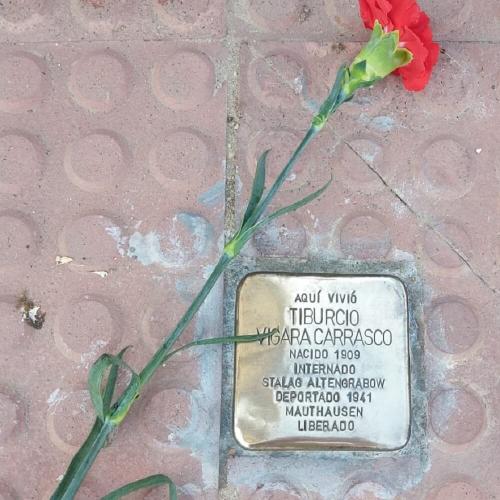 AQUÍ VIVIÓ
TIBURCIO
VIGARA CARRASCO
NACIDO 1909
INTERNADO
STALAG ALTENGRABOW
DEPORTADO 1941
MAUTHAUSEN
LIBERADO